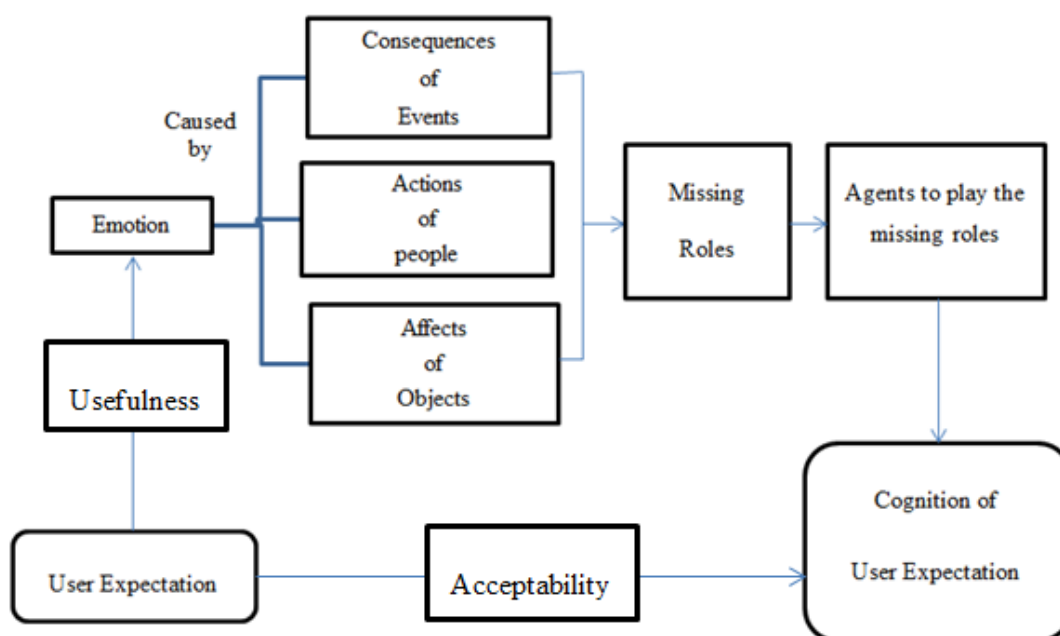 Consequences
of
Events
Caused
by
Actions
of
people
Emotion
Missing
Roles
Agents to play the
missing roles
Affects
of
Objects
Usefulness
Cognition of
User Expectation
User Expectation
Acceptability